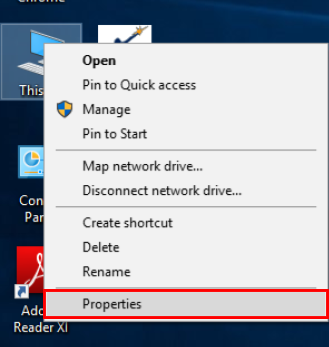 Chrome
This
Open
Pin to Quick access
Manage
Pin to Start
Map network drive...
Disconnect network drive...
Con
Pan
Create shortcut
Delete
Rename
Properties
Ado
Reader XI